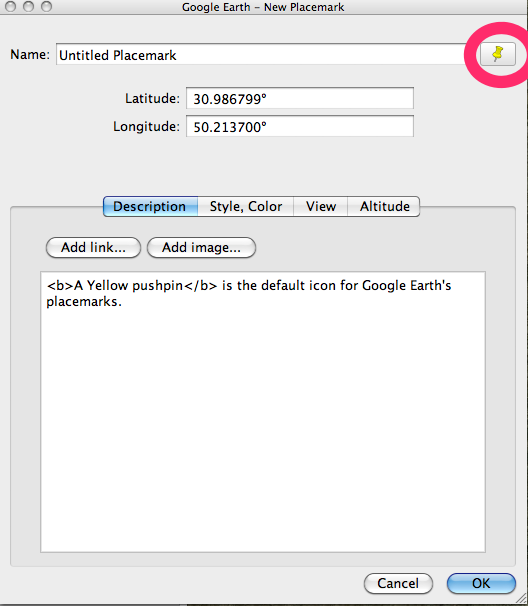 Google Earth – New Placemark
Name: Untitled Placemark
Latitude: 30.986799°
Longitude: 50.213700°
Description Style, Color View Altitude
Add link... Add image...
<b>A Yellow pushpin</b> is the default icon for Google Earth's
placemarks.
Cancel OK